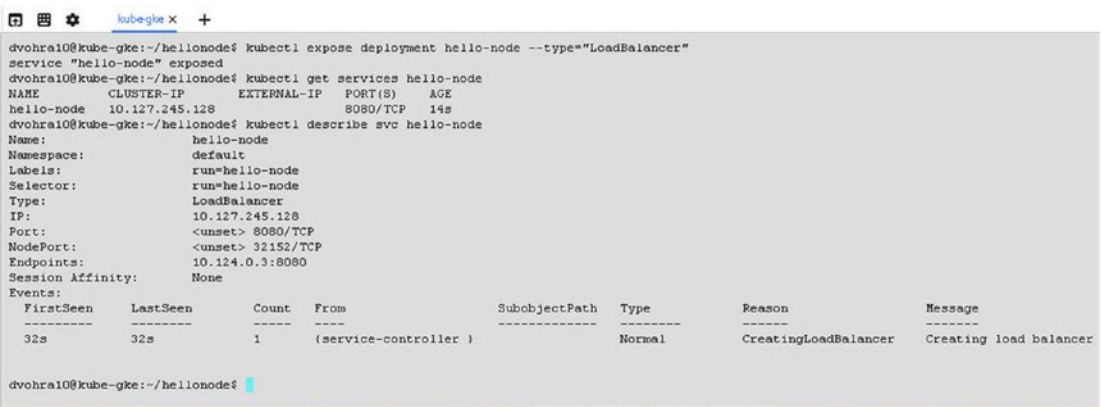 kube-gke × +
dvohra10@kube-gke:~/hellonode$ kubectl expose deployment hello-node --type="LoadBalancer"
service "hello-node" exposed
dvohra10@kube-gke:~/hellonode$ kubectl get services hello-node
NAME CLUSTER-IP EXTERNAL-IP PORT(S) AGE
hello-node 10.127.245.128 8080/TCP 14s
dvohra10@kube-gke:~/hellonode$ kubectl describe svc hello-node
Name: hello-node
Namespace: default
Labels: run=hello-node
Selector: run=hello-node
Type: LoadBalancer
IP: 10.127.245.128
Port: <unset> 8080/TCP
NodePort: <unset> 32152/TCP
Endpoints: 10.124.0.3:8080
Session Affinity: None
Events:
FirstSeen LastSeen Count From SubobjectPath Type Reason Message
--------- -------- ----- ---- ------------- -------- ------ -------
32s 32s 1 {service-controller } Normal CreatingLoadBalancer Creating load balancer
dvohra10@kube-gke:~/hellonode$